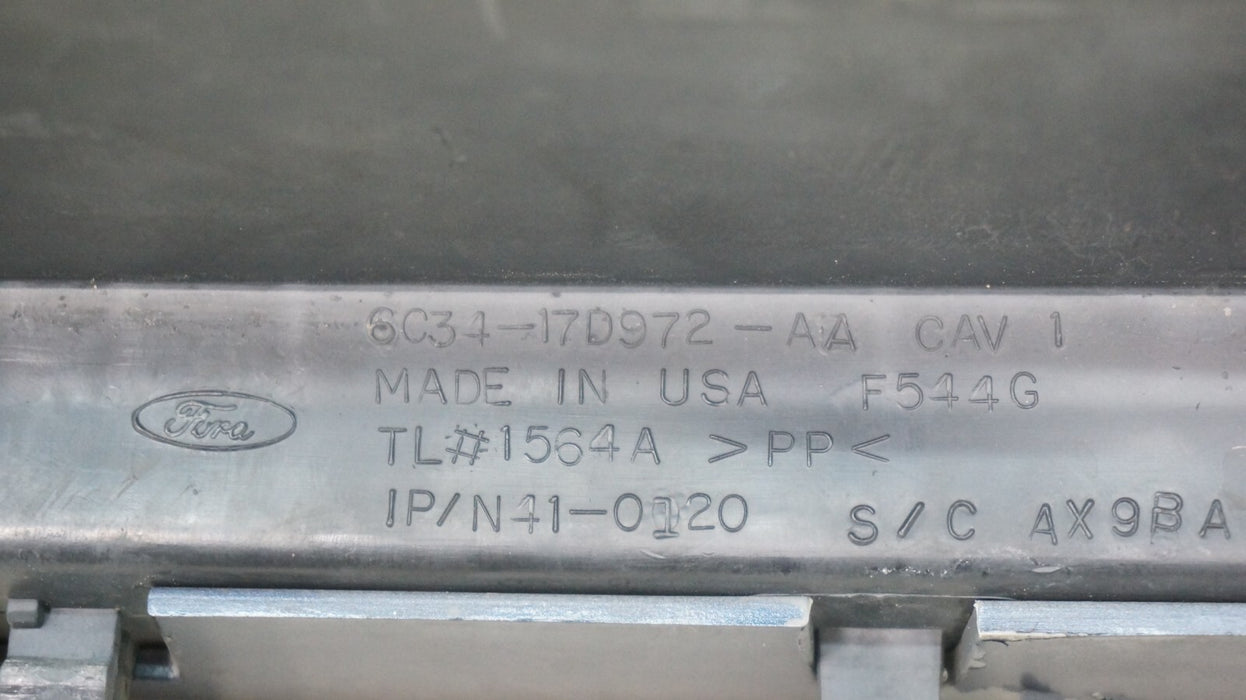 6C34-17D972-AA CAV 1
MADE IN USA F544G
Ford
TL#1564A >PP<
IP/N41-0120 S/C AX9BA